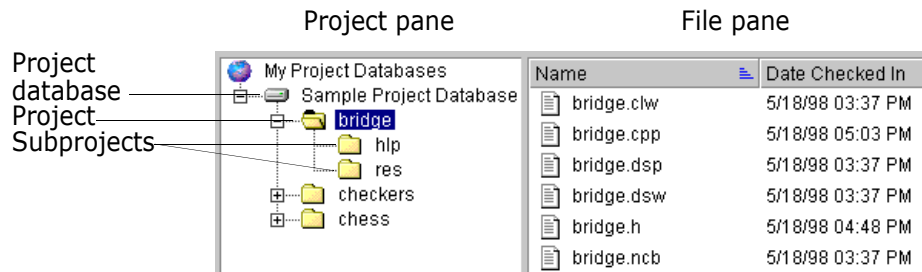 Project pane
File pane
Project
database
Project
Subprojects
My Project Databases
Sample Project Database
bridge
hlp
res
checkers
chess
Name Date Checked In
bridge.clw 5/18/98 03:37 PM
bridge.cpp 5/18/98 05:03 PM
bridge.dsp 5/18/98 03:37 PM
bridge.dsw 5/18/98 03:37 PM
bridge.h 5/18/98 04:48 PM
bridge.ncb 5/18/98 03:37 PM